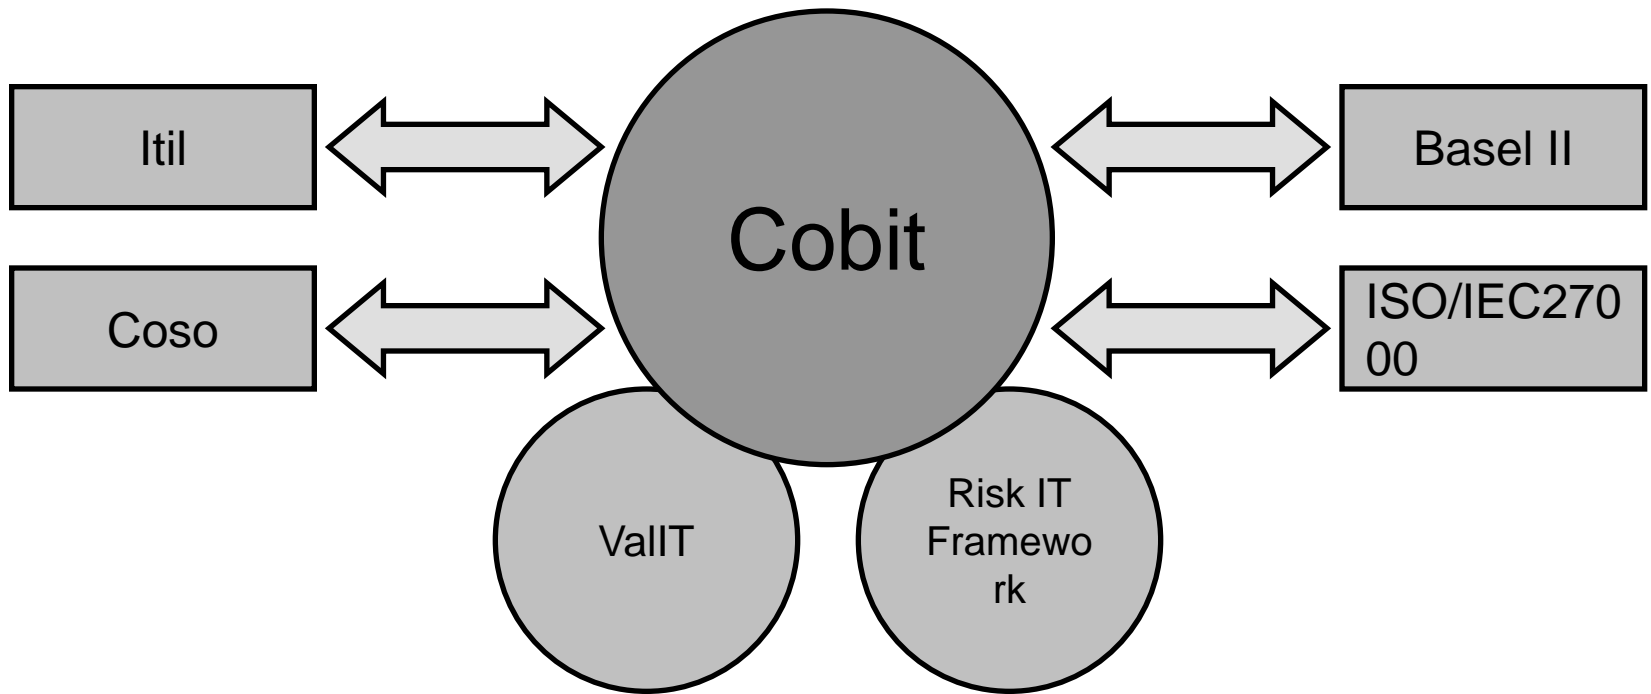 Itil
Basel II
Cobit
Coso
ISO/IEC270
00
ValIT
Risk IT
Framewo
rk